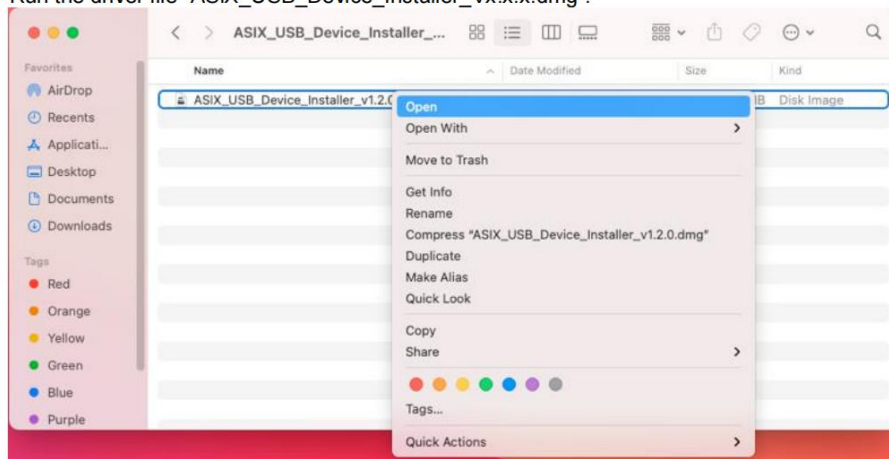 Run the driver file "ASIX_USB_Device_Installer_vx.x.x.dmg".
ASIX_USB_Device_Installer_...
Favorites
Name
Date Modified
Size
Kind
AirDrop
ASIX_USB_Device_Installer_v1.2.0
Disk Image
Recents
Applicati...
Desktop
Documents
Downloads
Tags
Red
Orange
Yellow
Green
Blue
Purple
Open
Open With
Move to Trash
Get Info
Rename
Compress "ASIX_USB_Device_Installer_v1.2.0.dmg"
Duplicate
Make Alias
Quick Look
Copy
Share
Tags...
Quick Actions